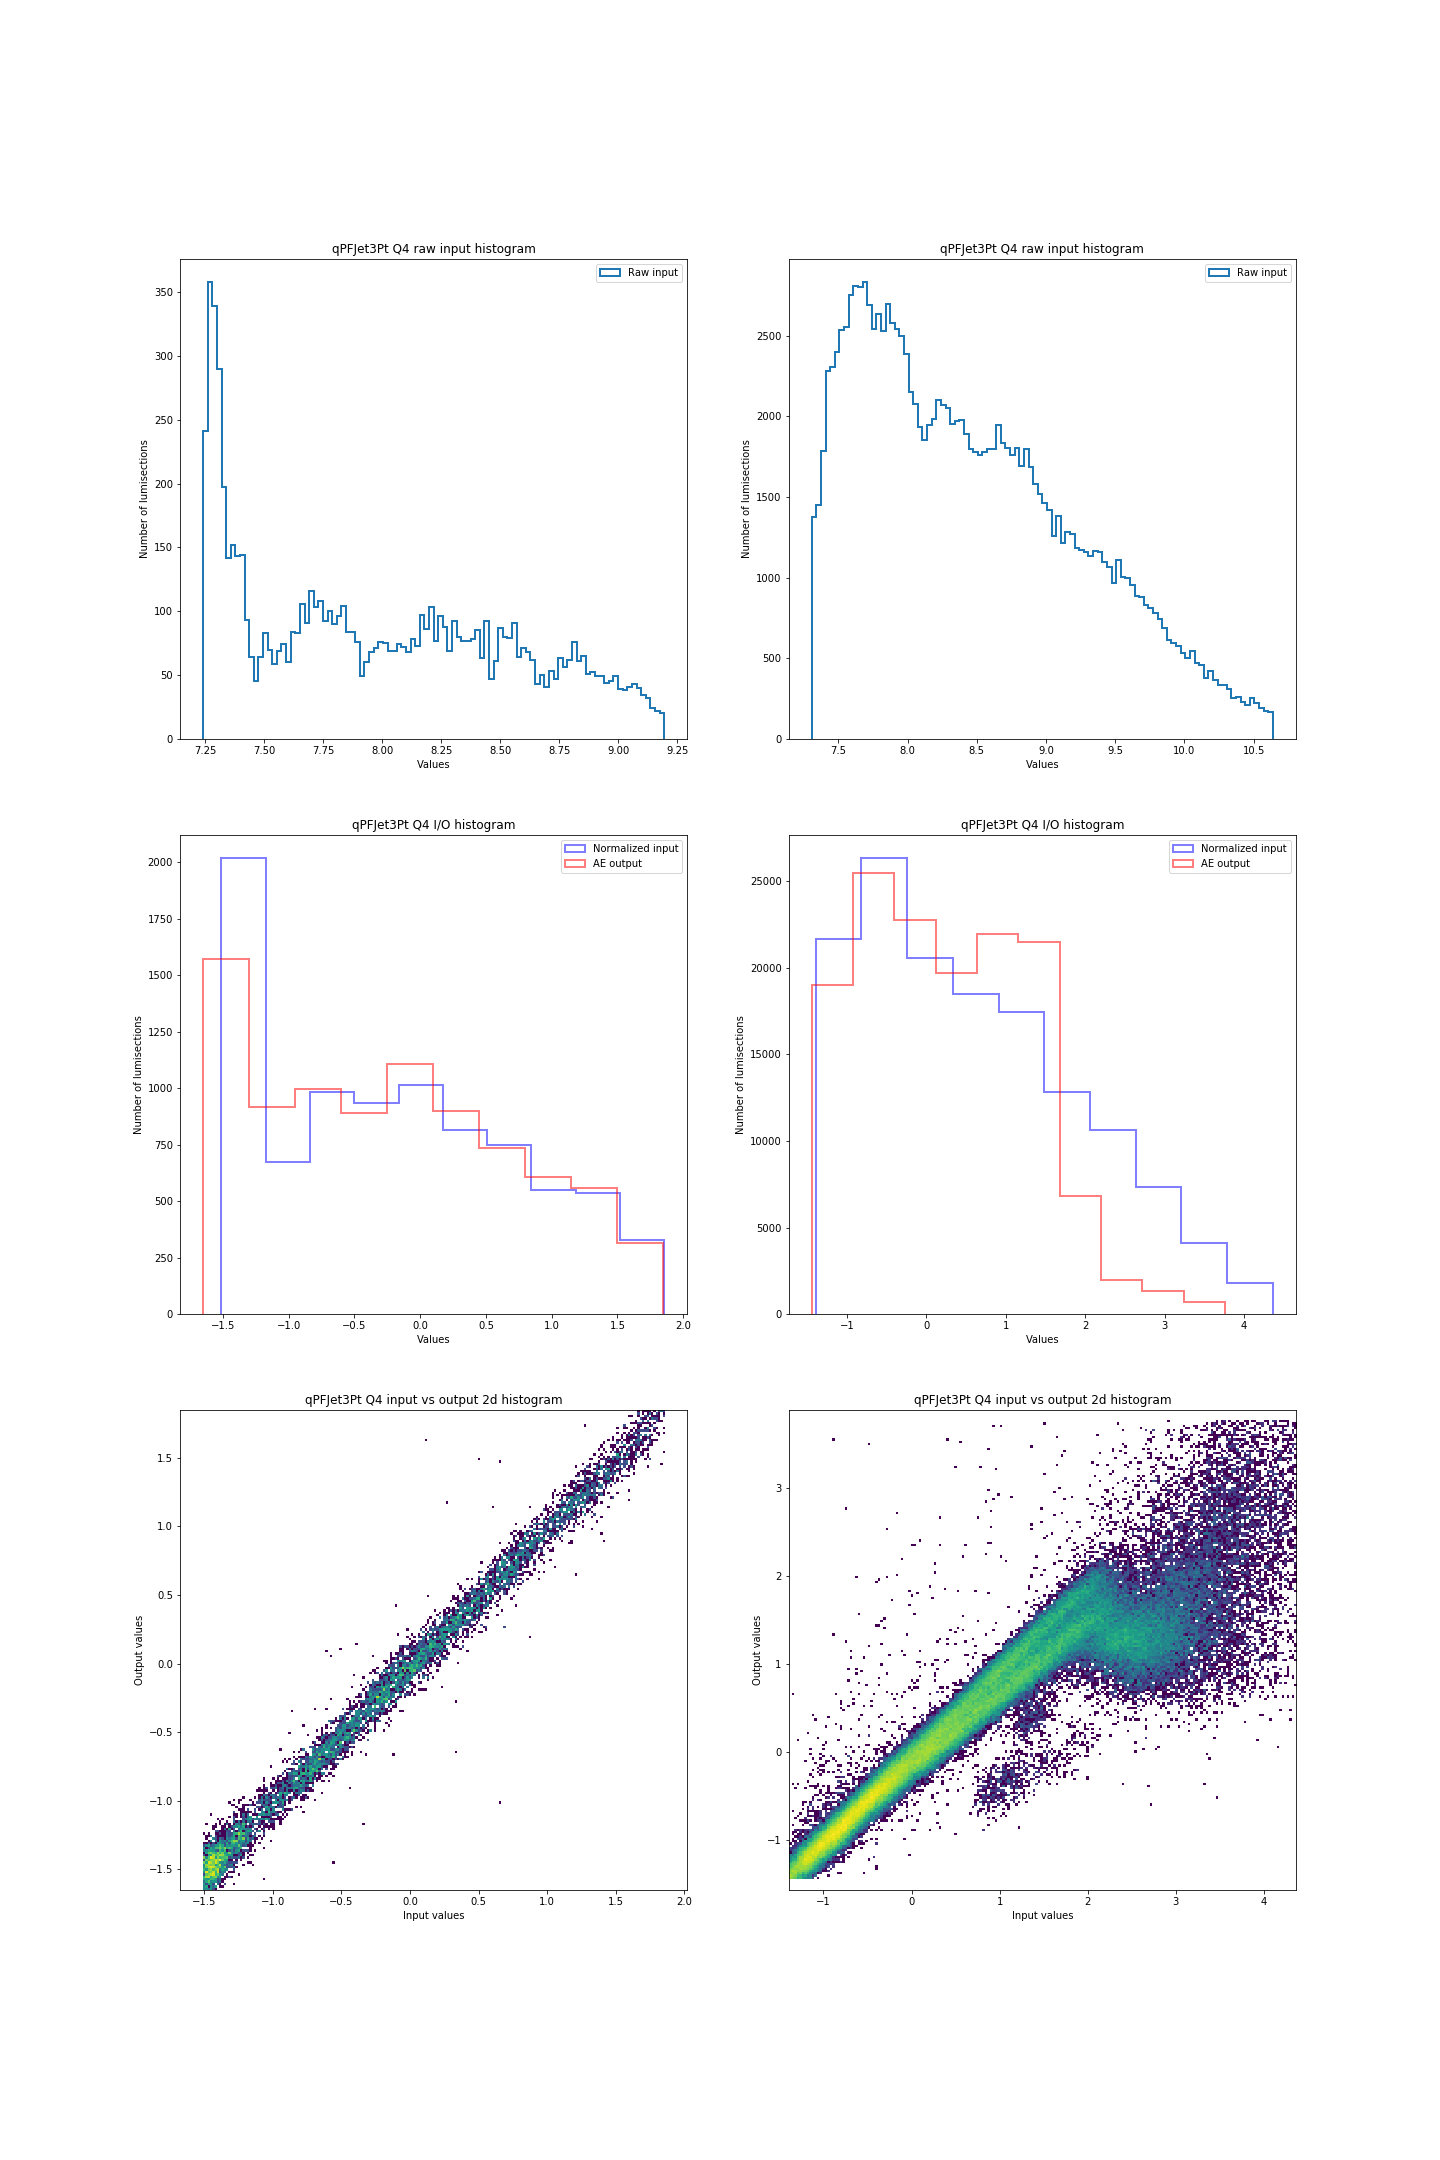 qPFJet3Pt Q4 raw input histogram
Raw input
350
300
250
200
150
100
50
0
Number of lumisections
7.25 7.50 7.75 8.00 8.25 8.50 8.75 9.00 9.25
Values
qPFJet3Pt Q4 raw input histogram
Raw input
2500
2000
1500
1000
500
0
Number of lumisections
7.5 8.0 8.5 9.0 9.5 10.0 10.5
Values
qPFJet3Pt Q4 I/O histogram
Normalized input
AE output
2000
1750
1500
1250
1000
750
500
250
0
Number of lumisections
−1.5 −1.0 −0.5 0.0 0.5 1.0 1.5 2.0
Values
qPFJet3Pt Q4 I/O histogram
Normalized input
AE output
25000
20000
15000
10000
5000
0
Number of lumisections
−1 0 1 2 3 4
Values
qPFJet3Pt Q4 input vs output 2d histogram
1.5
1.0
0.5
0.0
−0.5
−1.0
−1.5
Output values
−1.5 −1.0 −0.5 0.0 0.5 1.0 1.5 2.0
Input values
qPFJet3Pt Q4 input vs output 2d histogram
3
2
1
0
−1
Output values
−1 0 1 2 3 4
Input values